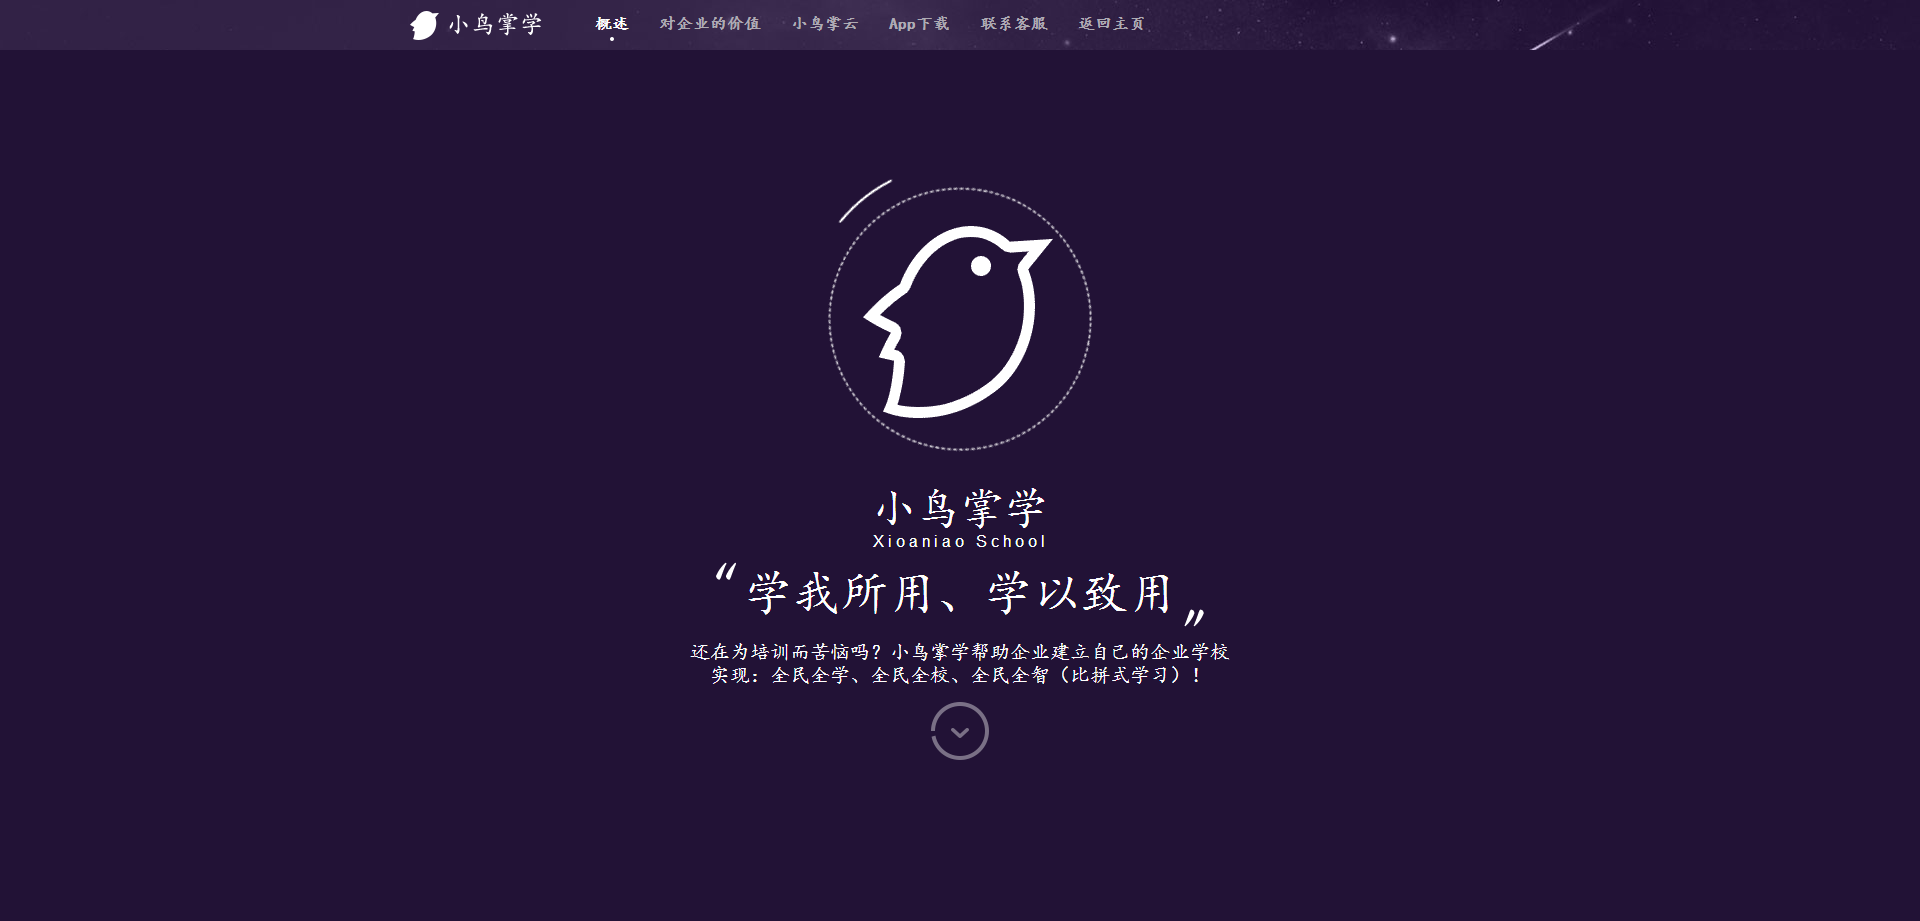 小鸟掌学 概述 对企业的价值 小鸟掌云 App下载 联系客服 返回主页
小鸟掌学
Xioaniao School
“学我所用、学以致用”
还在为培训而苦恼吗？小鸟掌学帮助企业建立自己的企业学校
实现：全民全学、全民全校、全民全智（比拼式学习）！